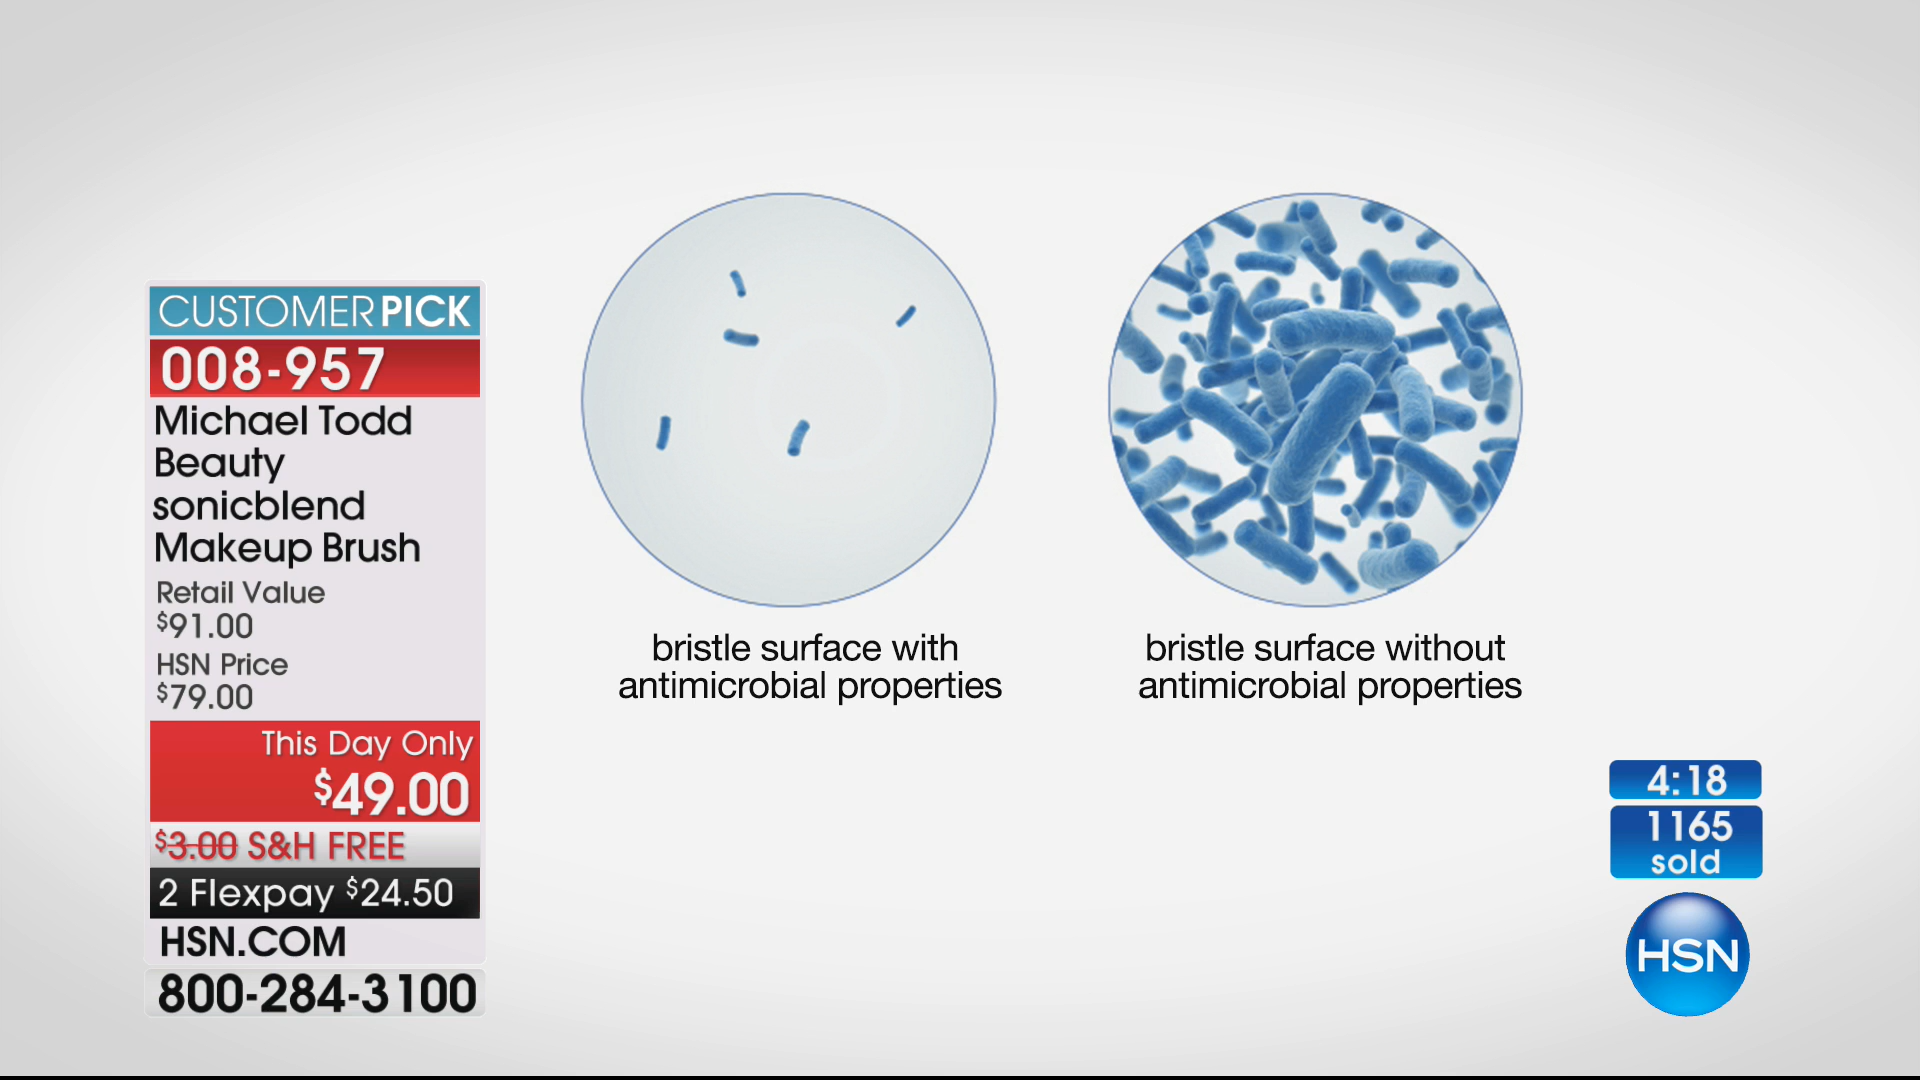 CUSTOMER PICK
008-957
Michael Todd
Beauty
sonicblend
Makeup Brush
Retail Value
$91.00
HSN Price
$79.00
This Day Only
$49.00
$3.00 S&H FREE
2 Flexpay $24.50
HSN.COM
800-284-3100
bristle surface with
antimicrobial properties
bristle surface without
antimicrobial properties
4:18
1165
sold
HSN